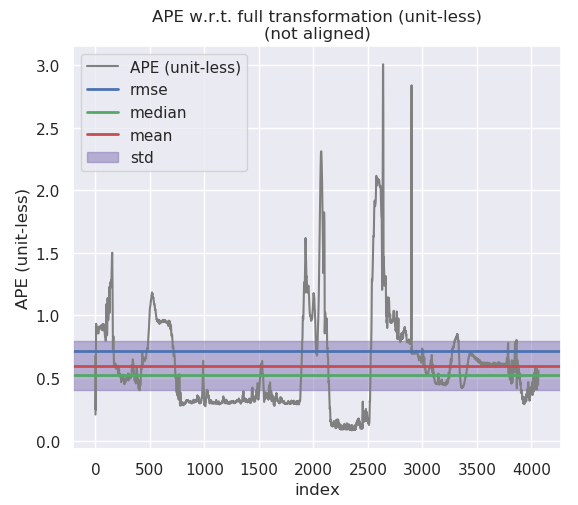 APE w.r.t. full transformation (unit-less)
(not aligned)
APE (unit-less)
rmse
median
mean
std
APE (unit-less)
3.0
2.5
2.0
1.5
1.0
0.5
0.0
0 500 1000 1500 2000 2500 3000 3500 4000
index